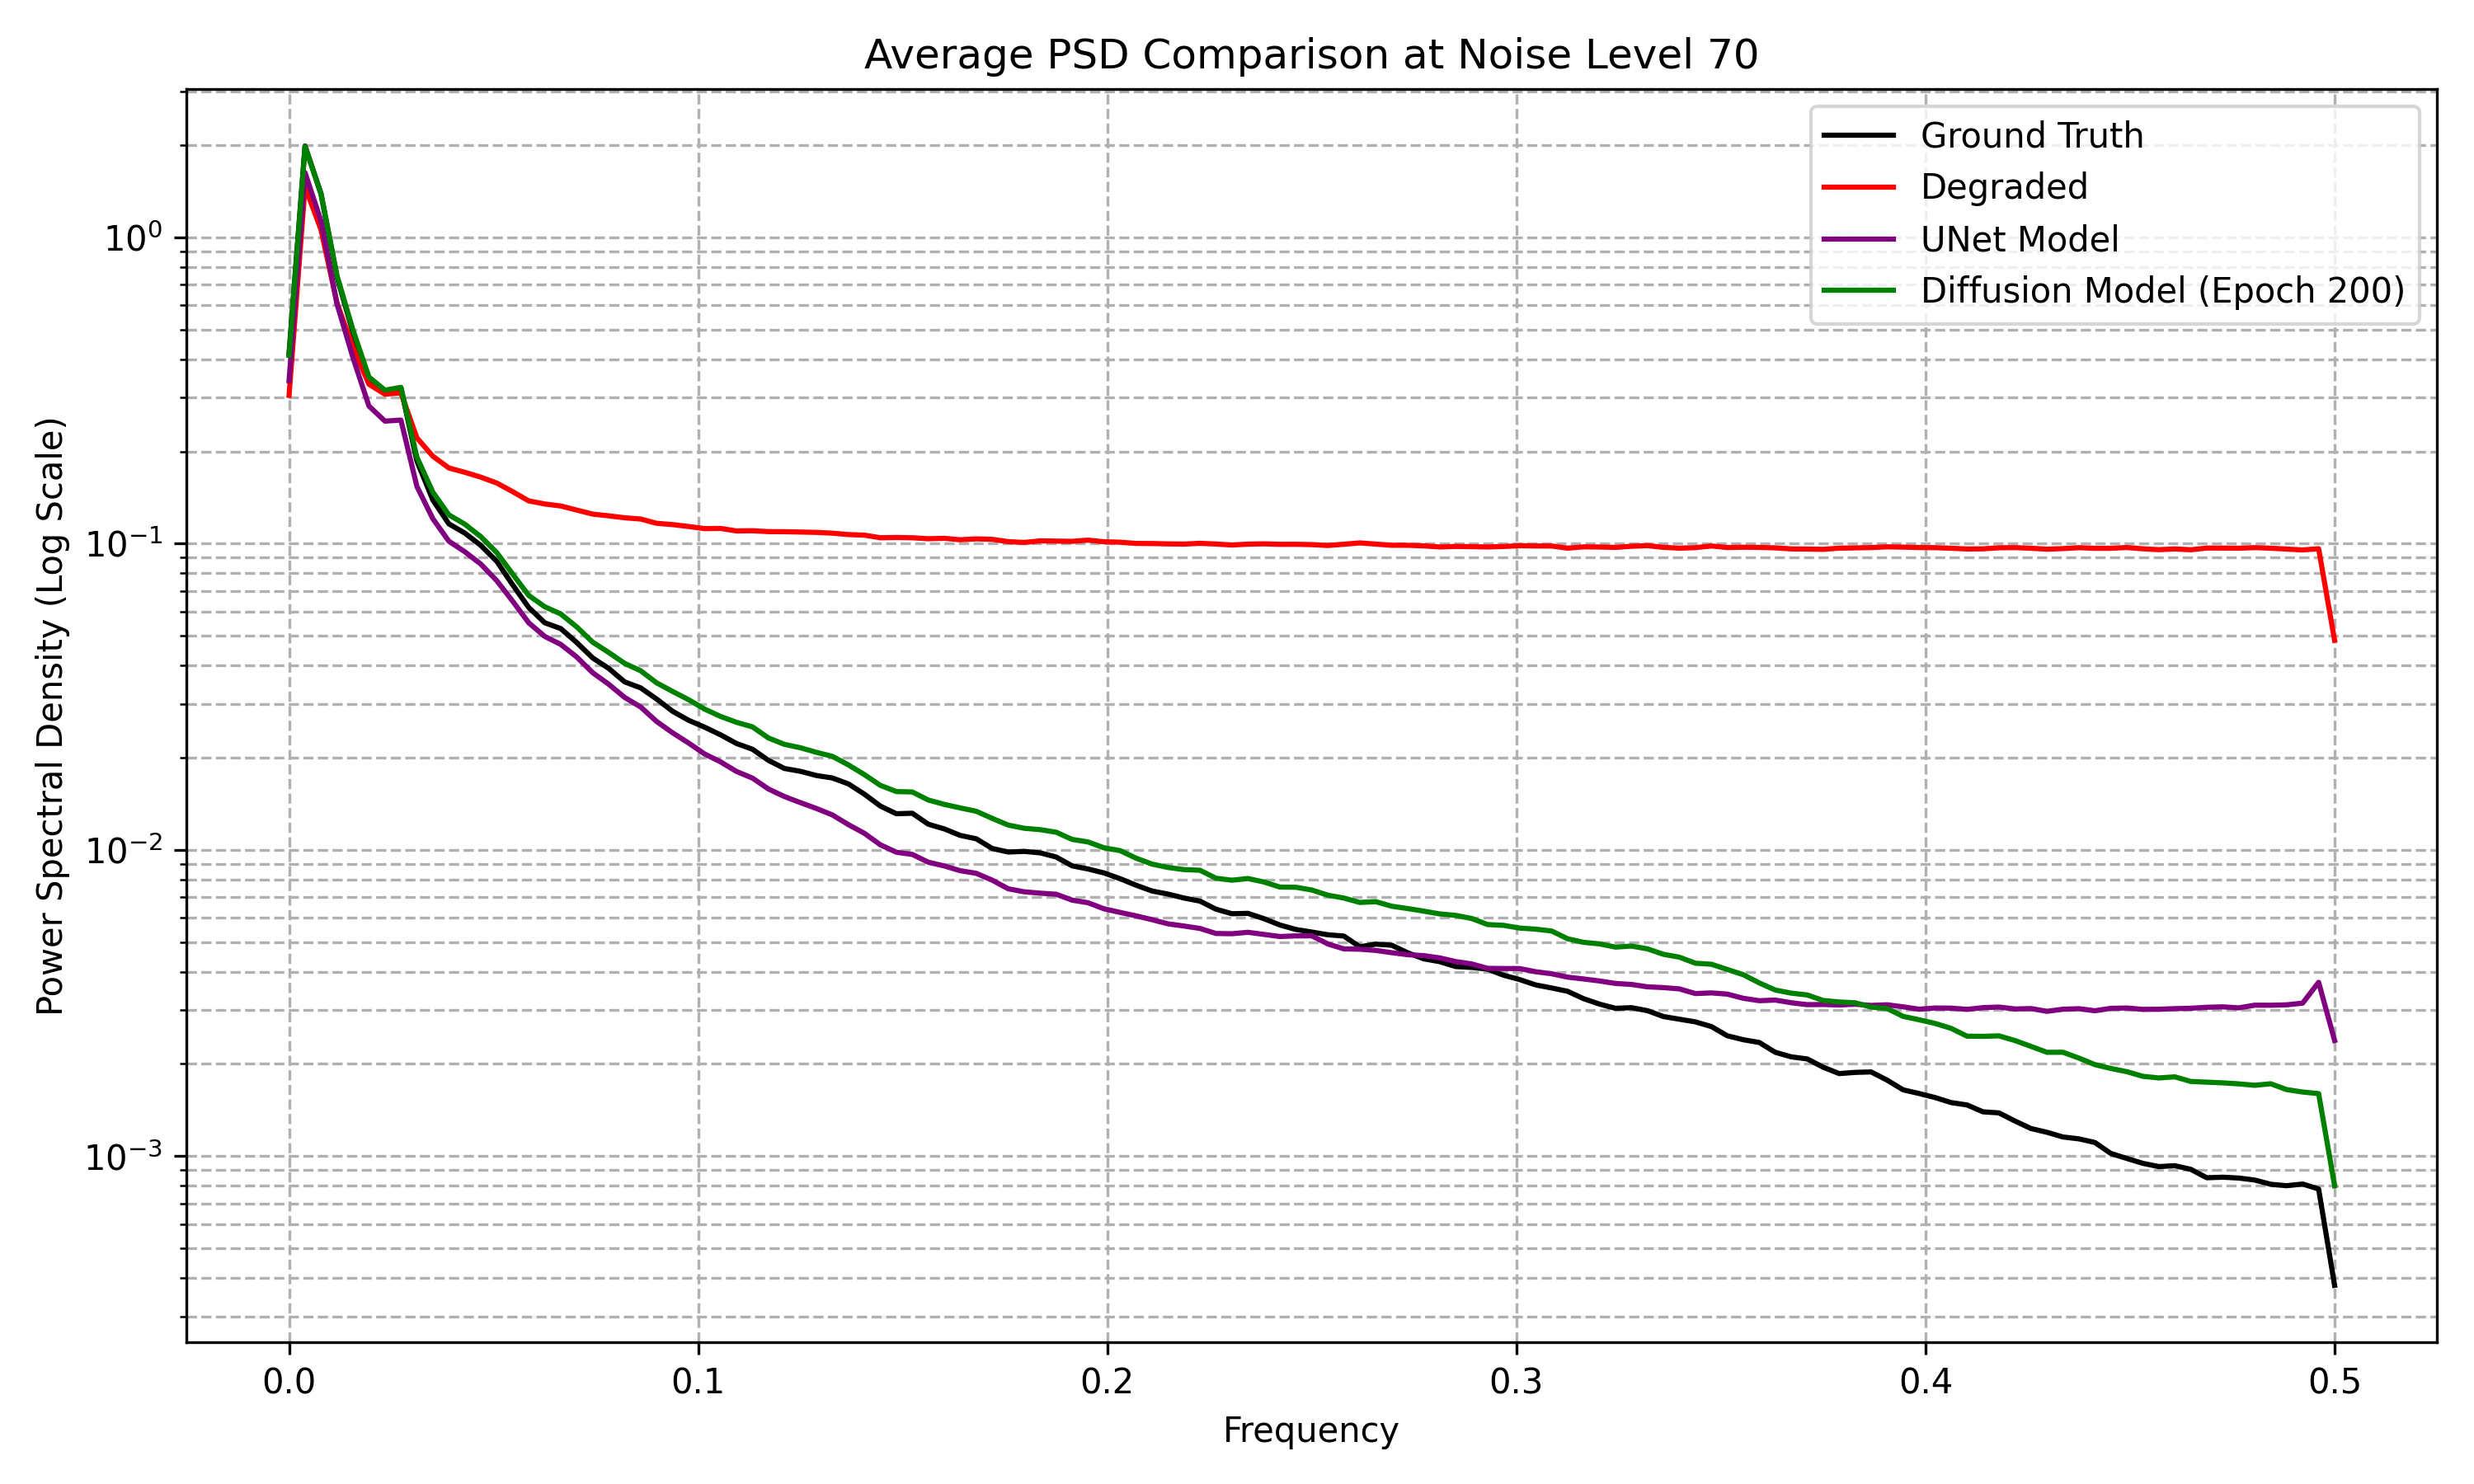 Average PSD Comparison at Noise Level 70
Ground Truth
Degraded
UNet Model
Diffusion Model (Epoch 200)
Power Spectral Density (Log Scale)
10⁰
10⁻¹
10⁻²
10⁻³
0.0 0.1 0.2 0.3 0.4 0.5
Frequency